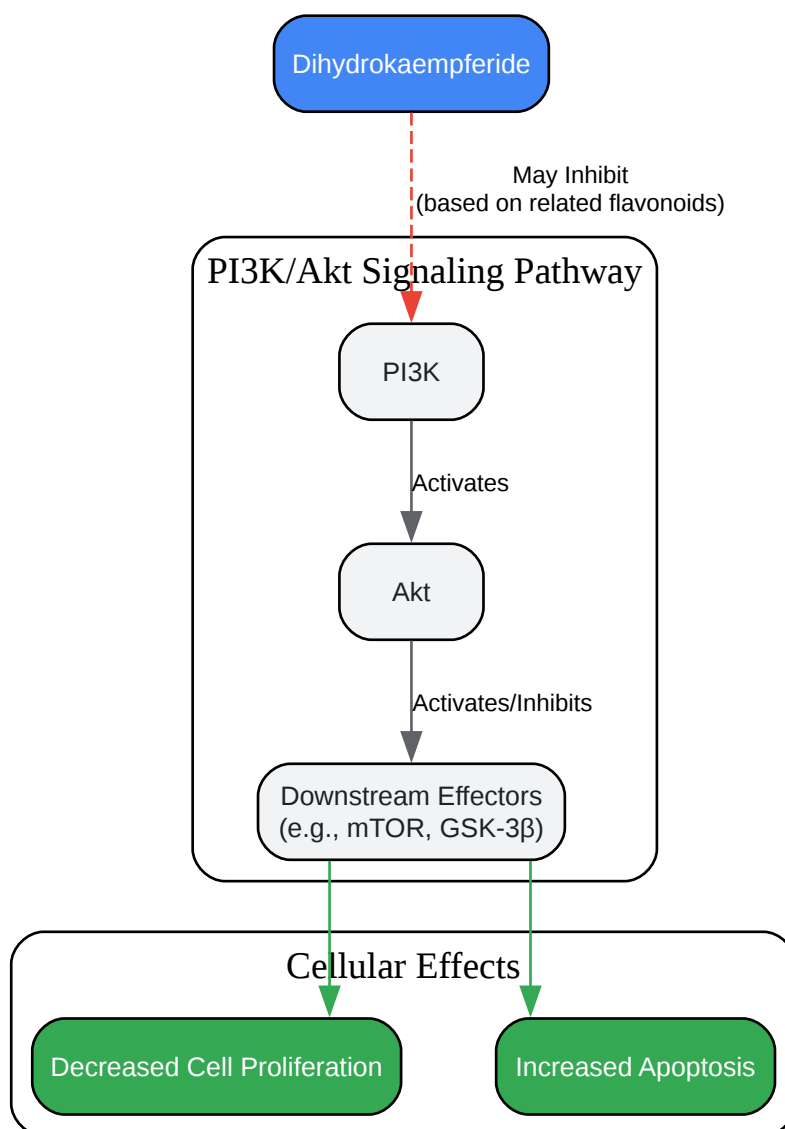 Dihydrokaempferide
May Inhibit
(based on related flavonoids)
PI3K/Akt Signaling Pathway
PI3K
Activates
Akt
Activates/Inhibits
Downstream Effectors
(e.g., mTOR, GSK-3β)
Cellular Effects
Decreased Cell Proliferation
Increased Apoptosis